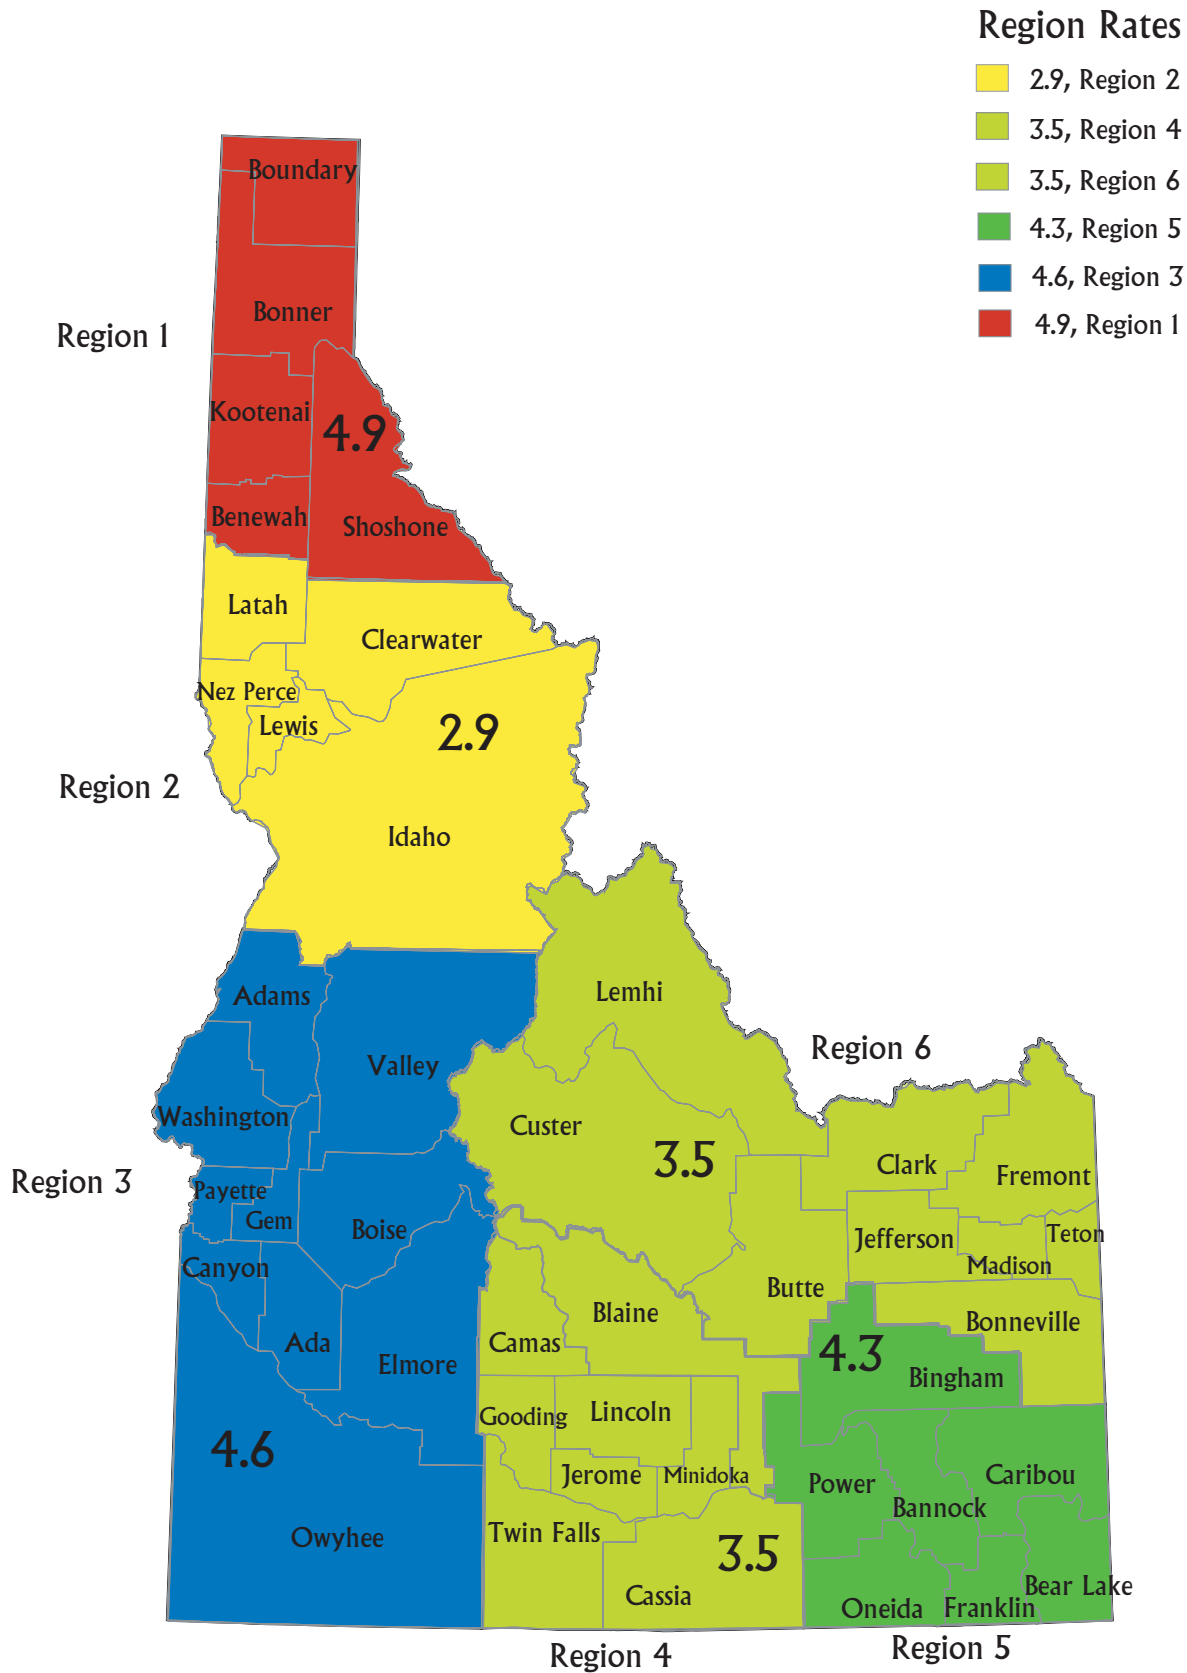 Region Rates
2.9, Region 2
3.5, Region 4
3.5, Region 6
4.3, Region 5
4.6, Region 3
4.9, Region 1
Boundary
Bonner
Region 1
Kootenai
4.9
Benewah
Shoshone
Latah
Clearwater
Nez Perce
Lewis
2.9
Region 2
Idaho
Lemhi
Adams
Region 6
Valley
Washington
Custer
3.5
Clark
Fremont
Region 3
Payette
Gem
Boise
Jefferson
Teton
Madison
Canyon
Butte
Blaine
Bonneville
Ada
Camas
4.3
Elmore
Bingham
Gooding
Lincoln
4.6
Jerome
Minidoka
Power
Caribou
Bannock
Owyhee
Twin Falls
3.5
Cassia
Bear Lake
Oneida
Franklin
Region 4
Region 5